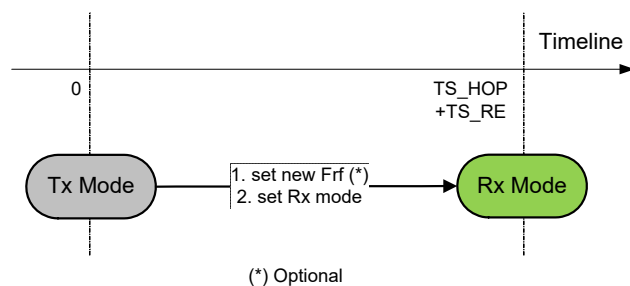 Timeline
0
TS_HOP
+TS_RE
Tx Mode
1. set new Frf (*)
2. set Rx mode
Rx Mode
(*) Optional